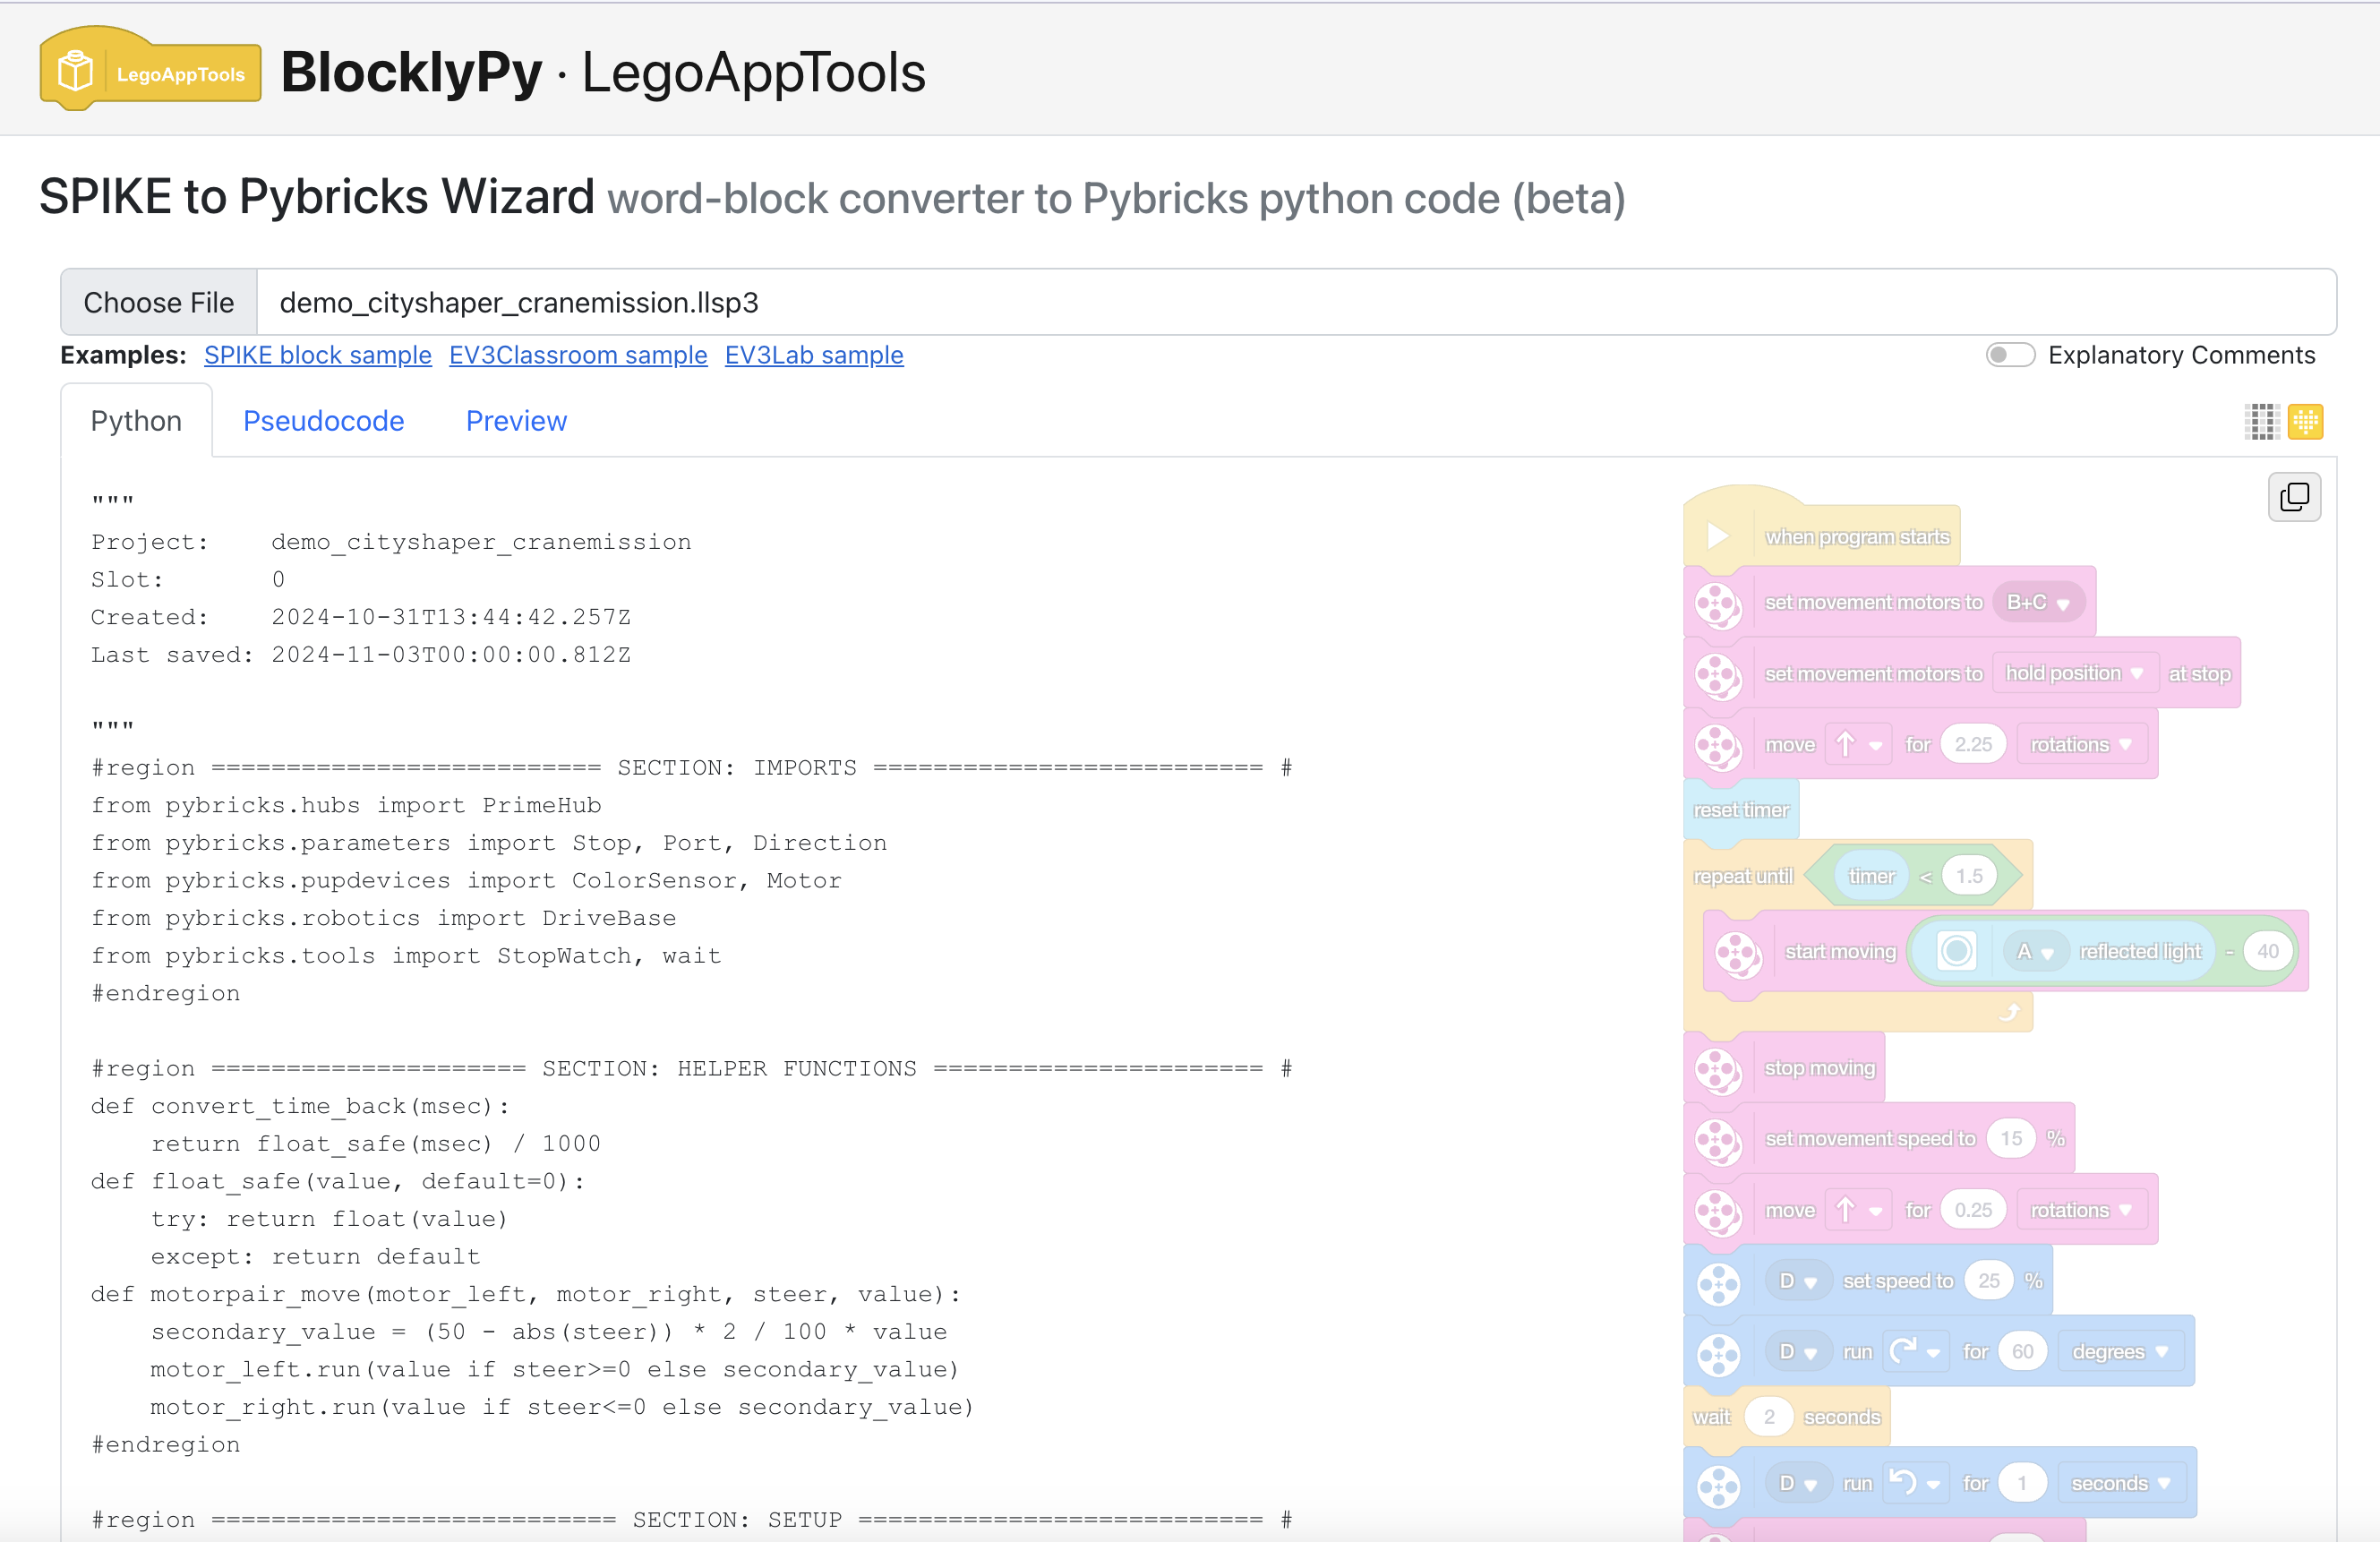 LegoAppTools BlocklyPy · LegoAppTools
SPIKE to Pybricks Wizard word-block converter to Pybricks python code (beta)
Choose File demo_cityshaper_cranemission.llsp3
Examples: SPIKE block sample EV3Classroom sample EV3Lab sample Explanatory Comments
Python Pseudocode Preview
"""
Project:    demo_cityshaper_cranemission
Slot:       0
Created:    2024-10-31T13:44:42.257Z
Last saved: 2024-11-03T00:00:00.812Z

"""
#region ========================== SECTION: IMPORTS ========================== #
from pybricks.hubs import PrimeHub
from pybricks.parameters import Stop, Port, Direction
from pybricks.pupdevices import ColorSensor, Motor
from pybricks.robotics import DriveBase
from pybricks.tools import StopWatch, wait
#endregion

#region ===================== SECTION: HELPER FUNCTIONS ====================== #
def convert_time_back(msec):
    return float_safe(msec) / 1000
def float_safe(value, default=0):
    try: return float(value)
    except: return default
def motorpair_move(motor_left, motor_right, steer, value):
    secondary_value = (50 - abs(steer)) * 2 / 100 * value
    motor_left.run(value if steer>=0 else secondary_value)
    motor_right.run(value if steer<=0 else secondary_value)
#endregion

#region =========================== SECTION: SETUP =========================== #
when program starts
set movement motors to B+C
set movement motors to hold position at stop
move for 2.25 rotations
reset timer
repeat until timer < 1.5
start moving A reflected light - 40
stop moving
set movement speed to 15 %
move for 0.25 rotations
D set speed to 25 %
D run for 60 degrees
wait 2 seconds
D run for 1 seconds